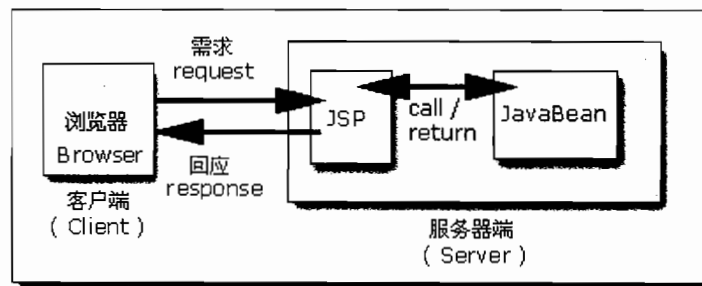 需求
request
浏览器
Browser
回应
response
客户端
( Client )
JSP
call /
return
JavaBean
服务器端
( Server )